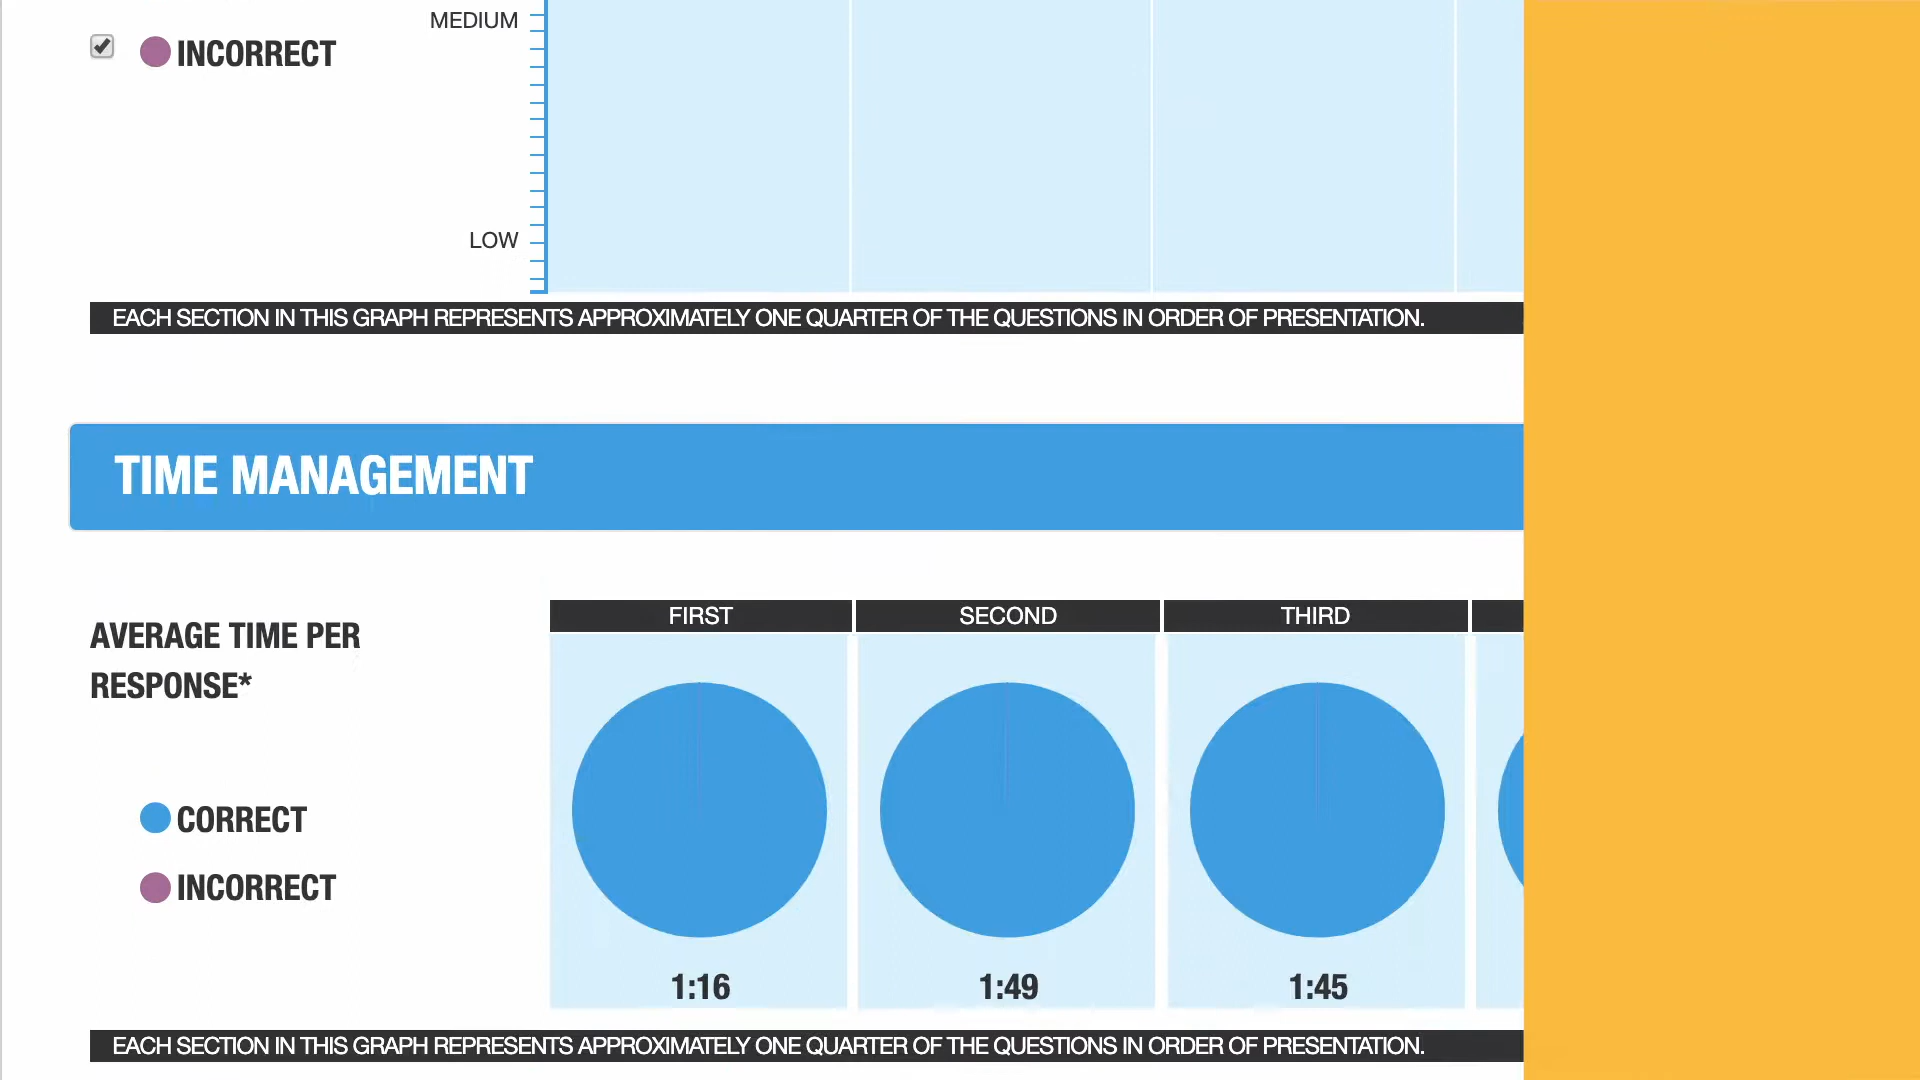 MEDIUM
INCORRECT
LOW
EACH SECTION IN THIS GRAPH REPRESENTS APPROXIMATELY ONE QUARTER OF THE QUESTIONS IN ORDER OF PRESENTATION.
TIME MANAGEMENT
AVERAGE TIME PER
RESPONSE*
FIRST
SECOND
THIRD
CORRECT
INCORRECT
1:16
1:49
1:45
EACH SECTION IN THIS GRAPH REPRESENTS APPROXIMATELY ONE QUARTER OF THE QUESTIONS IN ORDER OF PRESENTATION.